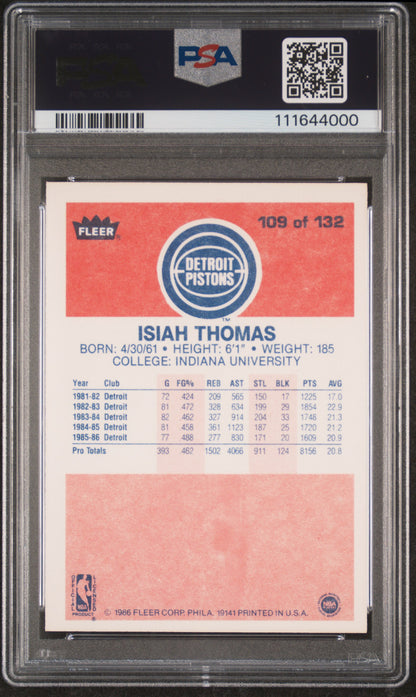 PSA
111644000
FLEER
109 of 132
DETROIT
PISTONS
TM
ISIAH THOMAS
BORN: 4/30/61 • HEIGHT: 6'1" • WEIGHT: 185
COLLEGE: INDIANA UNIVERSITY
Year Club G FG% REB AST STL BLK PTS AVG
1981-82 Detroit 72 424 209 565 150 17 1225 17.0
1982-83 Detroit 81 472 328 634 199 29 1854 22.9
1983-84 Detroit 82 462 327 914 204 33 1748 21.3
1984-85 Detroit 81 458 361 1123 187 25 1720 21.2
1985-86 Detroit 77 488 277 830 171 20 1609 20.9
Pro Totals 393 462 1502 4066 911 124 8156 20.8
OFFICIAL LICENSED
NBA
PRODUCT
© 1986 FLEER CORP. PHILA. 19141 PRINTED IN U.S.A.